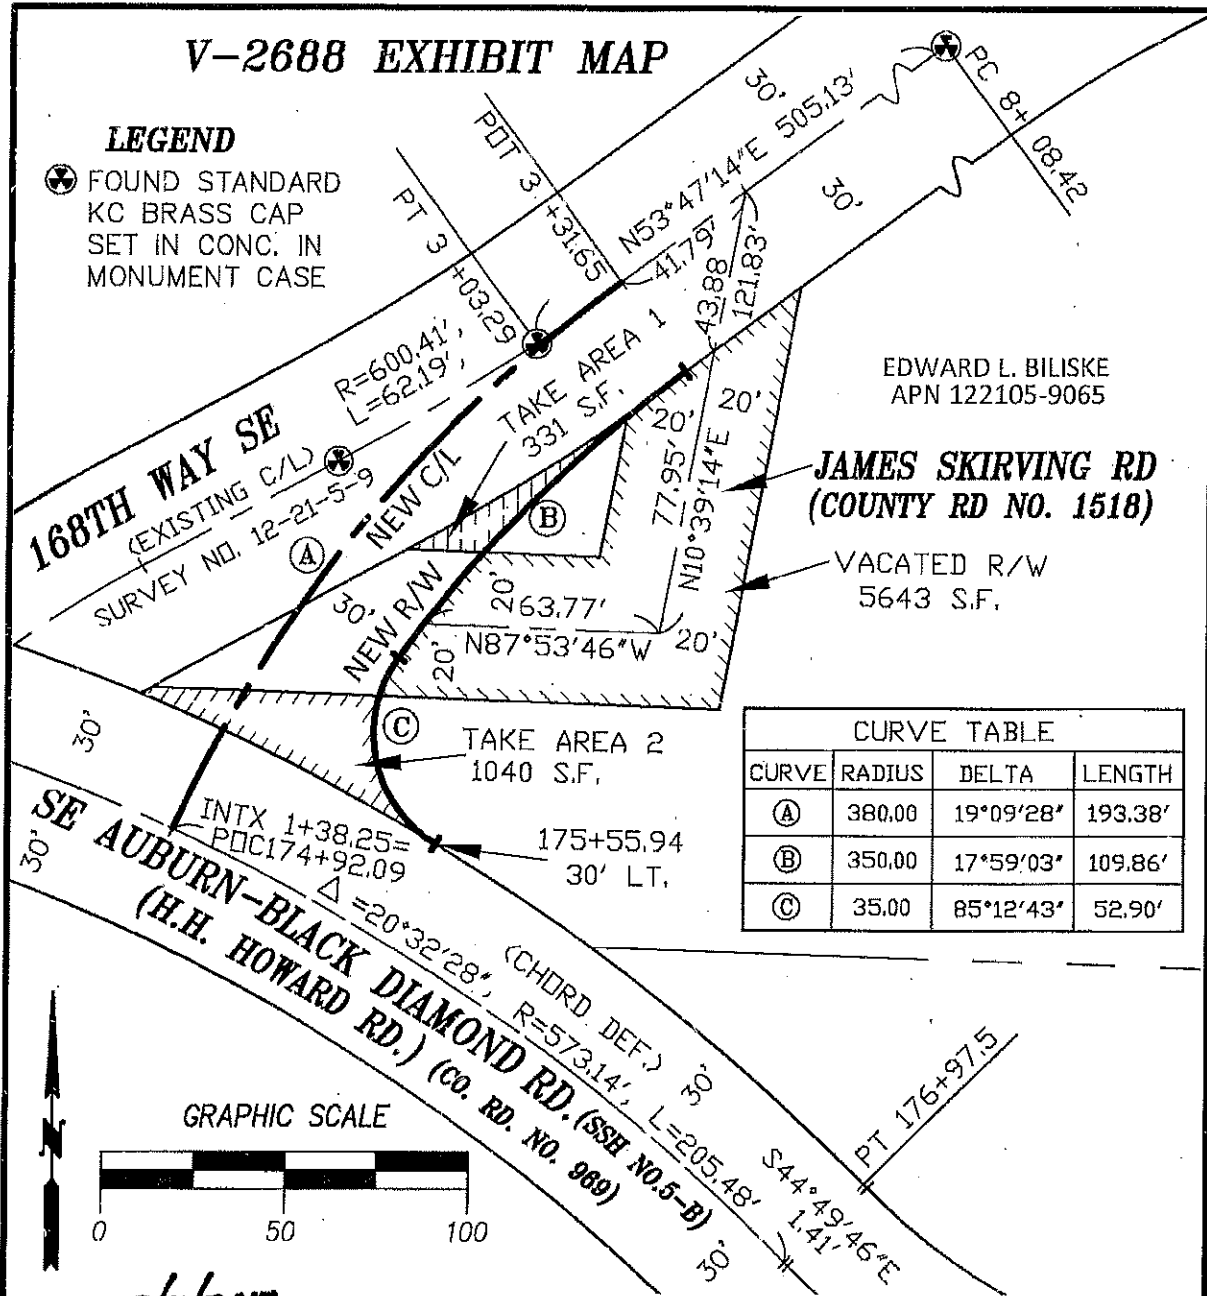 V-2688 EXHIBIT MAP
LEGEND
FOUND STANDARD
KC BRASS CAP
SET IN CONC. IN
MONUMENT CASE
POT 3 +31.65
PT 3 +03.29
30'
N53°47'14"E 505.13'
PC 8+ 08.42
30'
41.79'
43.88
121.83'
R=600.41',
L=62.19',
TAKE AREA 1
331 S.F.
EDWARD L. BILISKE
APN 122105-9065
168TH WAY SE
(EXISTING C/L)
SURVEY NO. 12-21-5-9
A
NEW C/L
B
20'
20'
77.95'
N10°39'14"E
JAMES SKIRVING RD
(COUNTY RD NO. 1518)
VACATED R/W
5643 S.F.
30'
NEW R/W
20'
63.77'
N87°53'46"W
20'
20'
C
TAKE AREA 2
1040 S.F.
30'
30'
INTX 1+38.25=
POC174+92.09
175+55.94
30' LT.
CURVE TABLE
CURVE RADIUS DELTA LENGTH
A 380.00 19°09'28" 193.38'
B 350.00 17°59'03" 109.86'
C 35.00 85°12'43" 52.90'
SE AUBURN-BLACK DIAMOND RD. (SSH NO.5-B)
(H.H. HOWARD RD.) (CO. RD. NO. 969)
Δ =20°32'28", R=573.14', L=205.48'
(CHORD DEF.)
30'
30'
S44°49'46"E
1.41'
PT 176+97.5
N
GRAPHIC SCALE
0 50 100